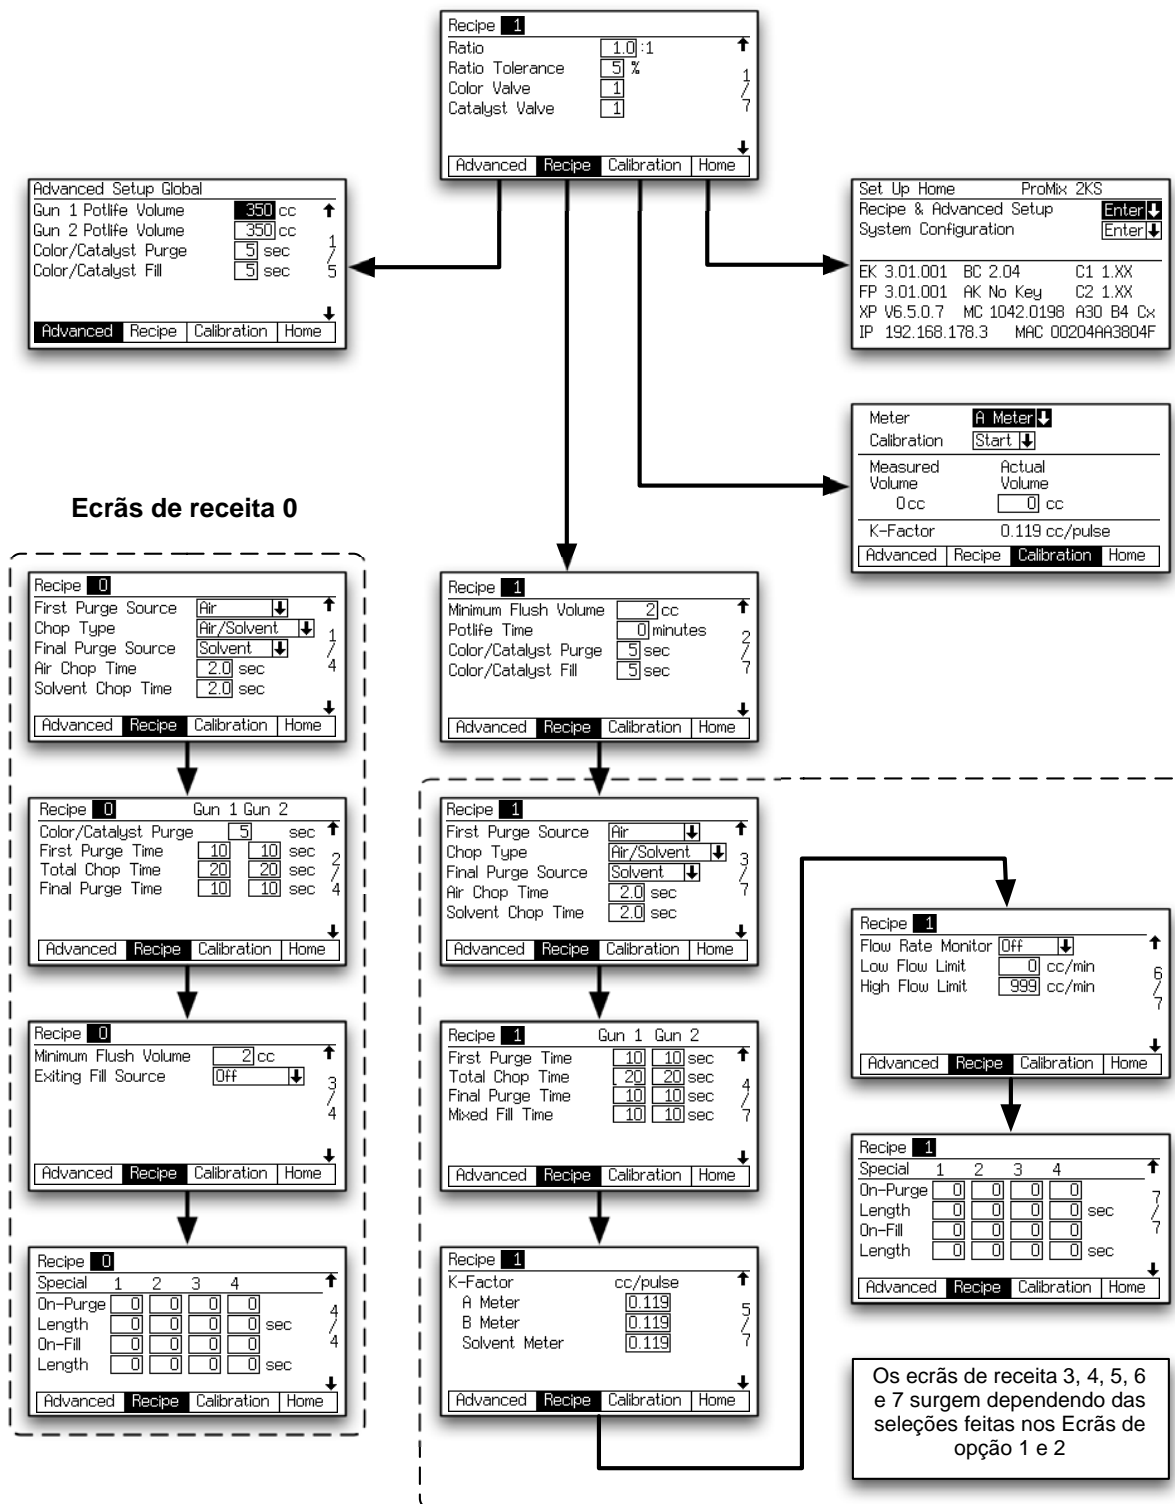 Recipe 1
Ratio 1.0 :1
Ratio Tolerance 5 %
Color Valve 1
Catalyst Valve 1
1/7
Advanced Recipe Calibration Home
Advanced Setup Global
Gun 1 Potlife Volume 350 cc
Gun 2 Potlife Volume 350 cc
Color/Catalyst Purge 5 sec
Color/Catalyst Fill 5 sec
1/5
Advanced Recipe Calibration Home
Set Up Home ProMix 2KS
Recipe & Advanced Setup Enter
System Configuration Enter
EK 3.01.001 BC 2.04 C1 1.XX
FP 3.01.001 AK No Key C2 1.XX
XP V6.5.0.7 MC 1042.0198 A30 B4 Cx
IP 192.168.178.3 MAC 00204AA3804F
Meter A Meter
Calibration Start
Measured Actual
Volume Volume
0cc 0 cc
K-Factor 0.119 cc/pulse
Advanced Recipe Calibration Home
Ecrãs de receita 0
Recipe 0
First Purge Source Air
Chop Type Air/Solvent
Final Purge Source Solvent
Air Chop Time 2.0 sec
Solvent Chop Time 2.0 sec
1/4
Advanced Recipe Calibration Home
Recipe 0 Gun 1 Gun 2
Color/Catalyst Purge 5 sec
First Purge Time 10 10 sec
Total Chop Time 20 20 sec
Final Purge Time 10 10 sec
2/4
Advanced Recipe Calibration Home
Recipe 0
Minimum Flush Volume 2 cc
Exiting Fill Source Off
3/4
Advanced Recipe Calibration Home
Recipe 0
Special 1 2 3 4
On-Purge 0 0 0 0
Length 0 0 0 0 sec
On-Fill 0 0 0 0
Length 0 0 0 0 sec
4/4
Advanced Recipe Calibration Home
Recipe 1
Minimum Flush Volume 2 cc
Potlife Time 0 minutes
Color/Catalyst Purge 5 sec
Color/Catalyst Fill 5 sec
2/7
Advanced Recipe Calibration Home
Recipe 1
First Purge Source Air
Chop Type Air/Solvent
Final Purge Source Solvent
Air Chop Time 2.0 sec
Solvent Chop Time 2.0 sec
3/7
Advanced Recipe Calibration Home
Recipe 1 Gun 1 Gun 2
First Purge Time 10 10 sec
Total Chop Time 20 20 sec
Final Purge Time 10 10 sec
Mixed Fill Time 10 10 sec
4/7
Advanced Recipe Calibration Home
Recipe 1
K-Factor cc/pulse
A Meter 0.119
B Meter 0.119
Solvent Meter 0.119
5/7
Advanced Recipe Calibration Home
Recipe 1
Flow Rate Monitor Off
Low Flow Limit 0 cc/min
High Flow Limit 999 cc/min
6/7
Advanced Recipe Calibration Home
Recipe 1
Special 1 2 3 4
On-Purge 0 0 0 0
Length 0 0 0 0 sec
On-Fill 0 0 0 0
Length 0 0 0 0 sec
7/7
Advanced Recipe Calibration Home
Os ecrãs de receita 3, 4, 5, 6
e 7 surgem dependendo das
seleções feitas nos Ecrãs de
opção 1 e 2